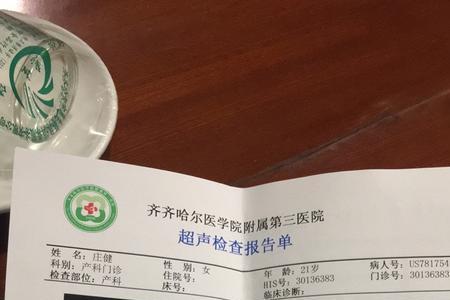 齐齐哈尔医学院附属第三医院
超声检查报告单
姓 名: 庄健 性 别: 女 年 龄: 21岁 病人号: US781754
科别: 产科门诊 住院号: HIS号: 30136383 门诊号: 30136383
检查部位: 产科 床号: 临床诊断: